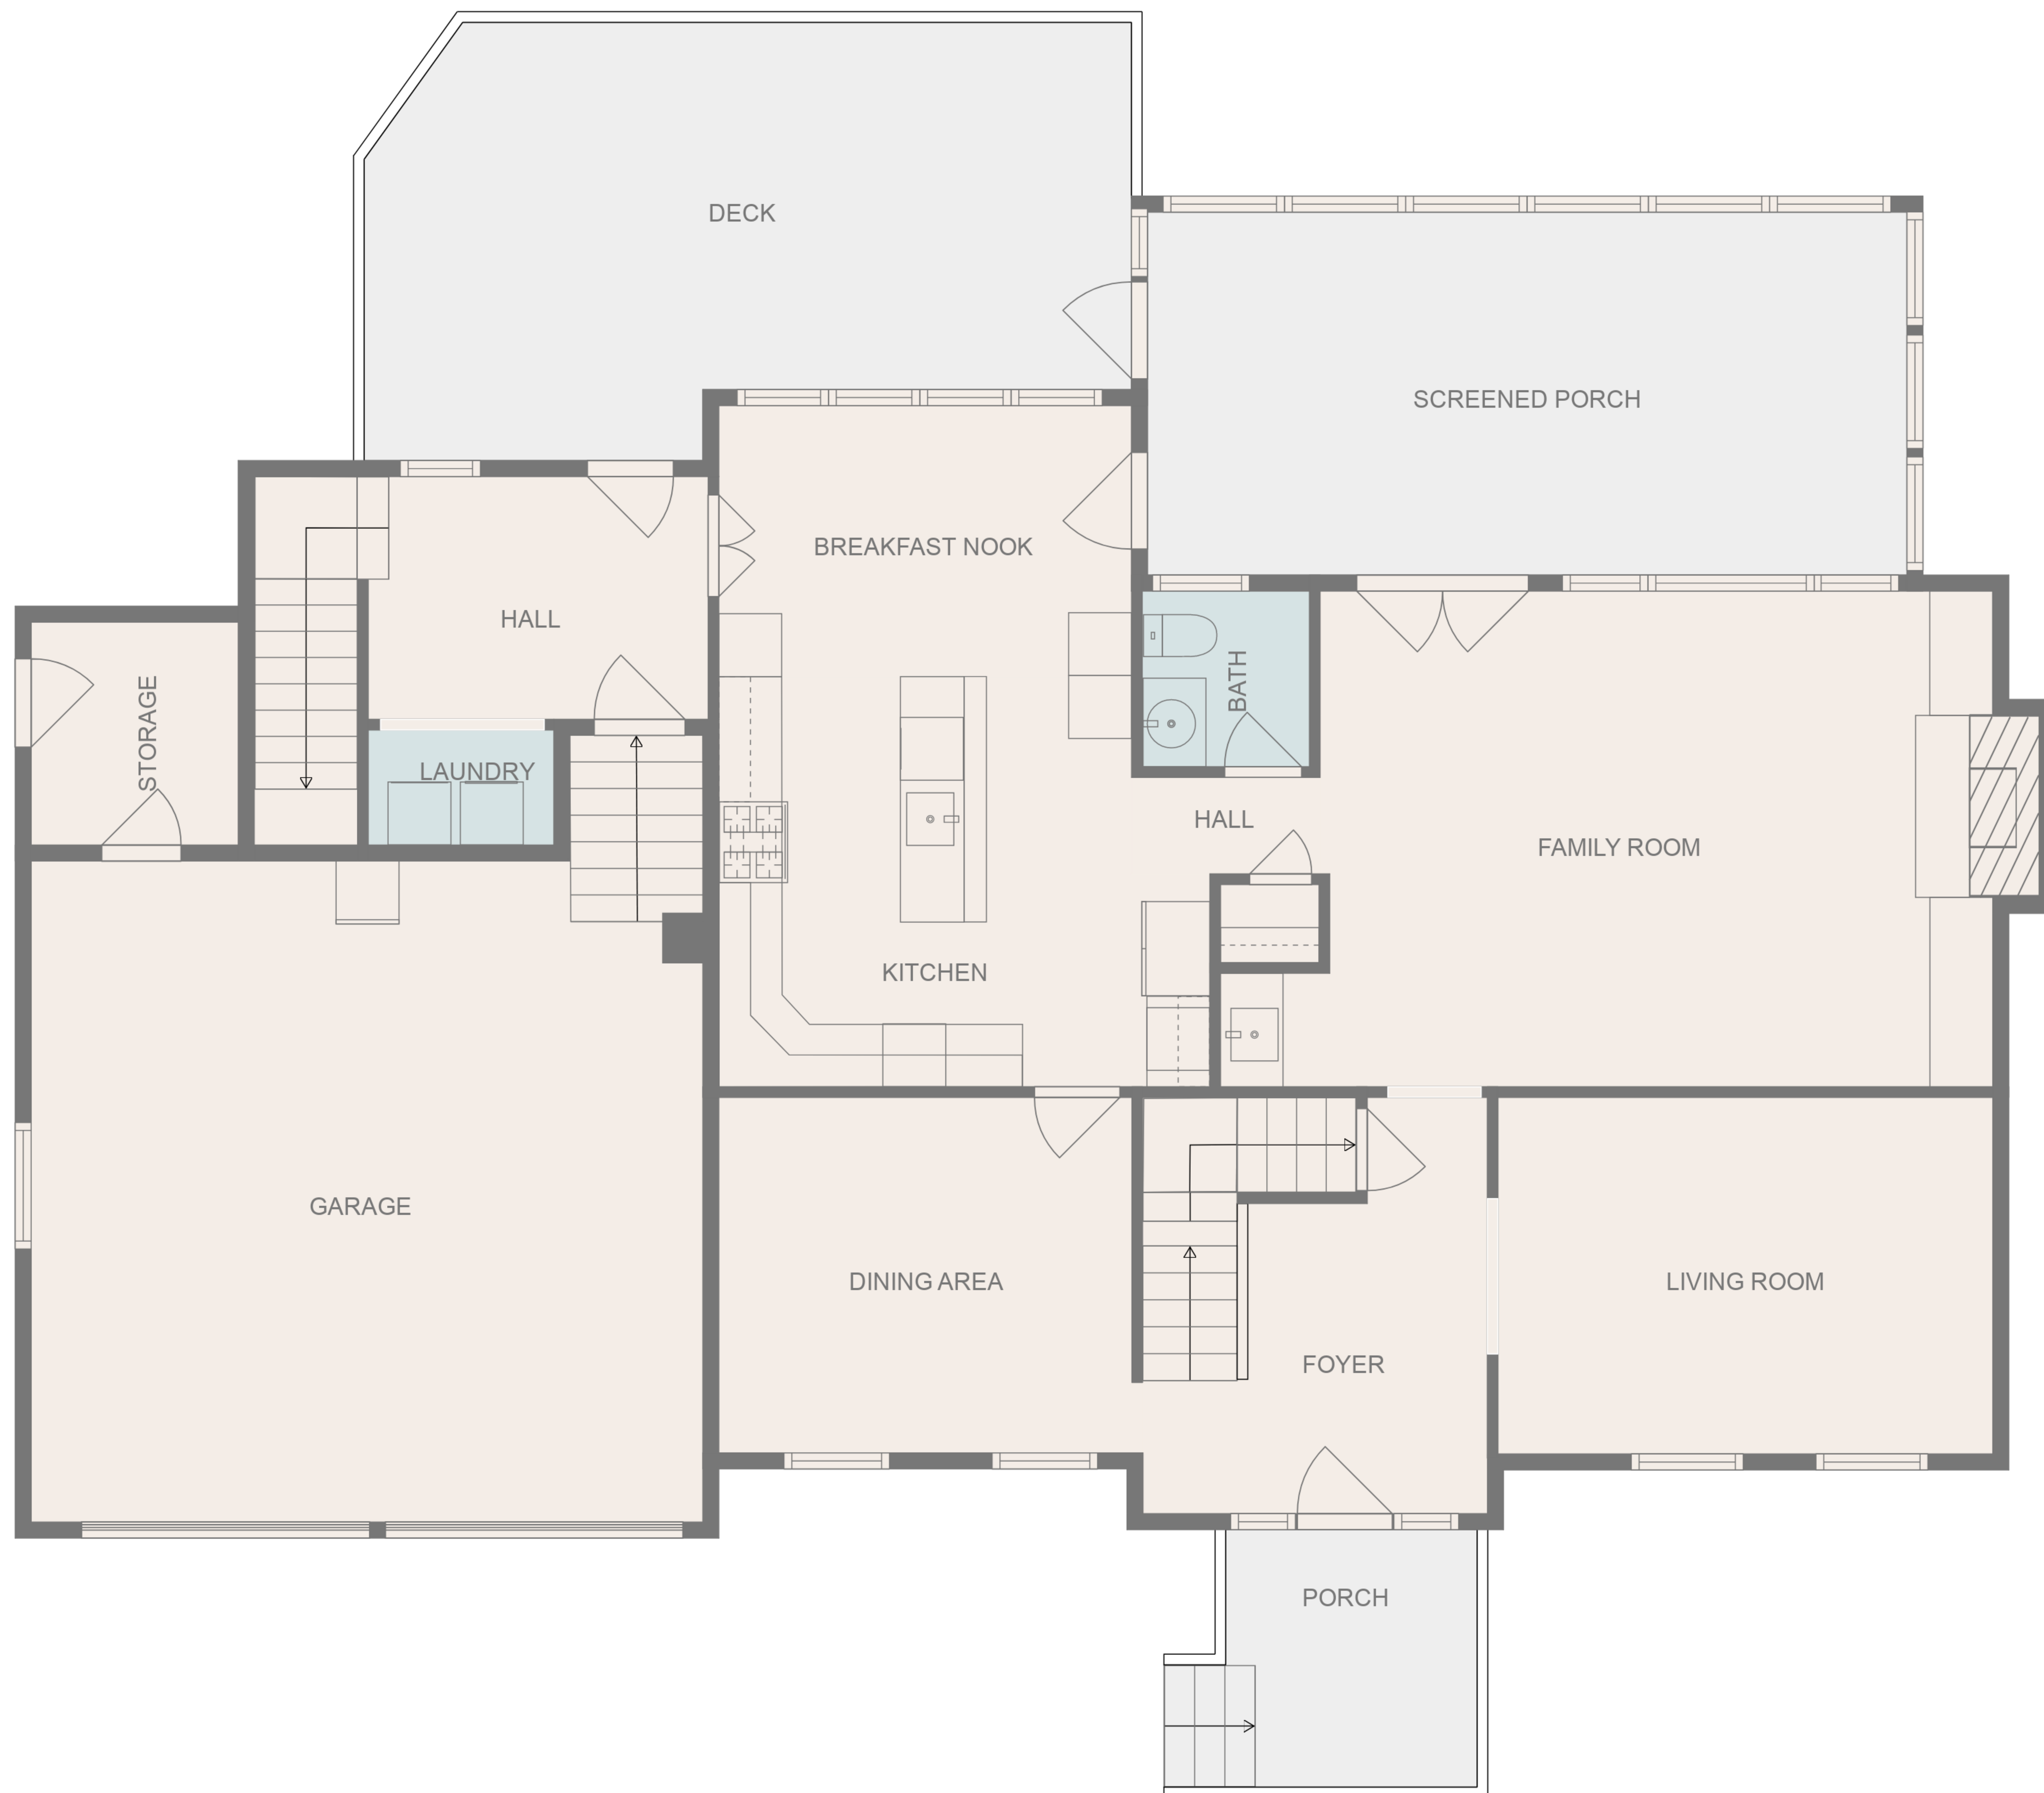 DECK
SCREENED PORCH
BREAKFAST NOOK
HALL
STORAGE
BATH
LAUNDRY
HALL
FAMILY ROOM
KITCHEN
GARAGE
DINING AREA
LIVING ROOM
FOYER
PORCH